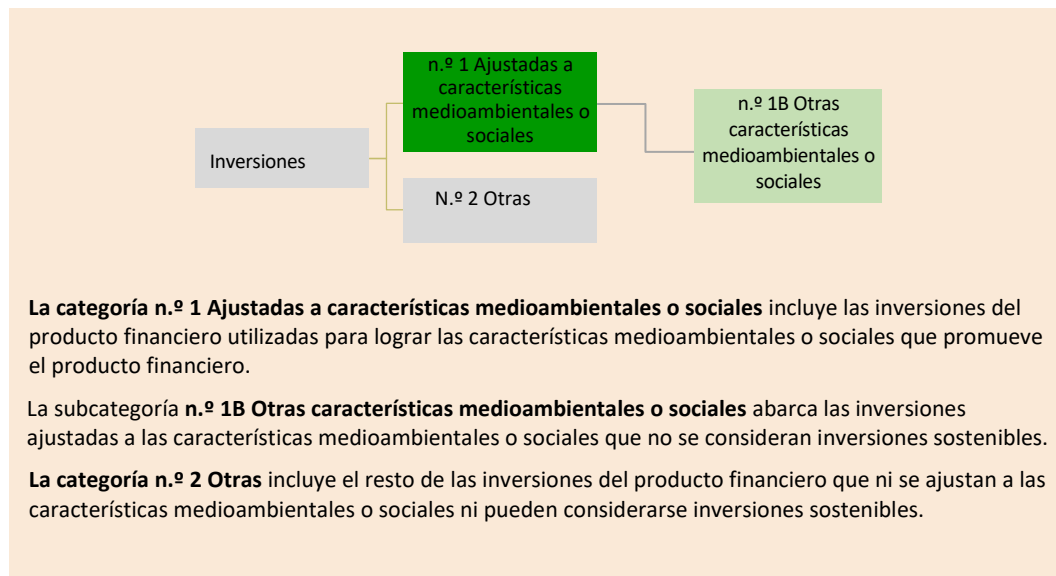 n.º 1 Ajustadas a
características
medioambientales o
sociales
n.º 1B Otras
características
medioambientales o
sociales
Inversiones
N.º 2 Otras
La categoría n.º 1 Ajustadas a características medioambientales o sociales incluye las inversiones del
producto financiero utilizadas para lograr las características medioambientales o sociales que promueve
el producto financiero.
La subcategoría n.º 1B Otras características medioambientales o sociales abarca las inversiones
ajustadas a las características medioambientales o sociales que no se consideran inversiones sostenibles.
La categoría n.º 2 Otras incluye el resto de las inversiones del producto financiero que ni se ajustan a las
características medioambientales o sociales ni pueden considerarse inversiones sostenibles.